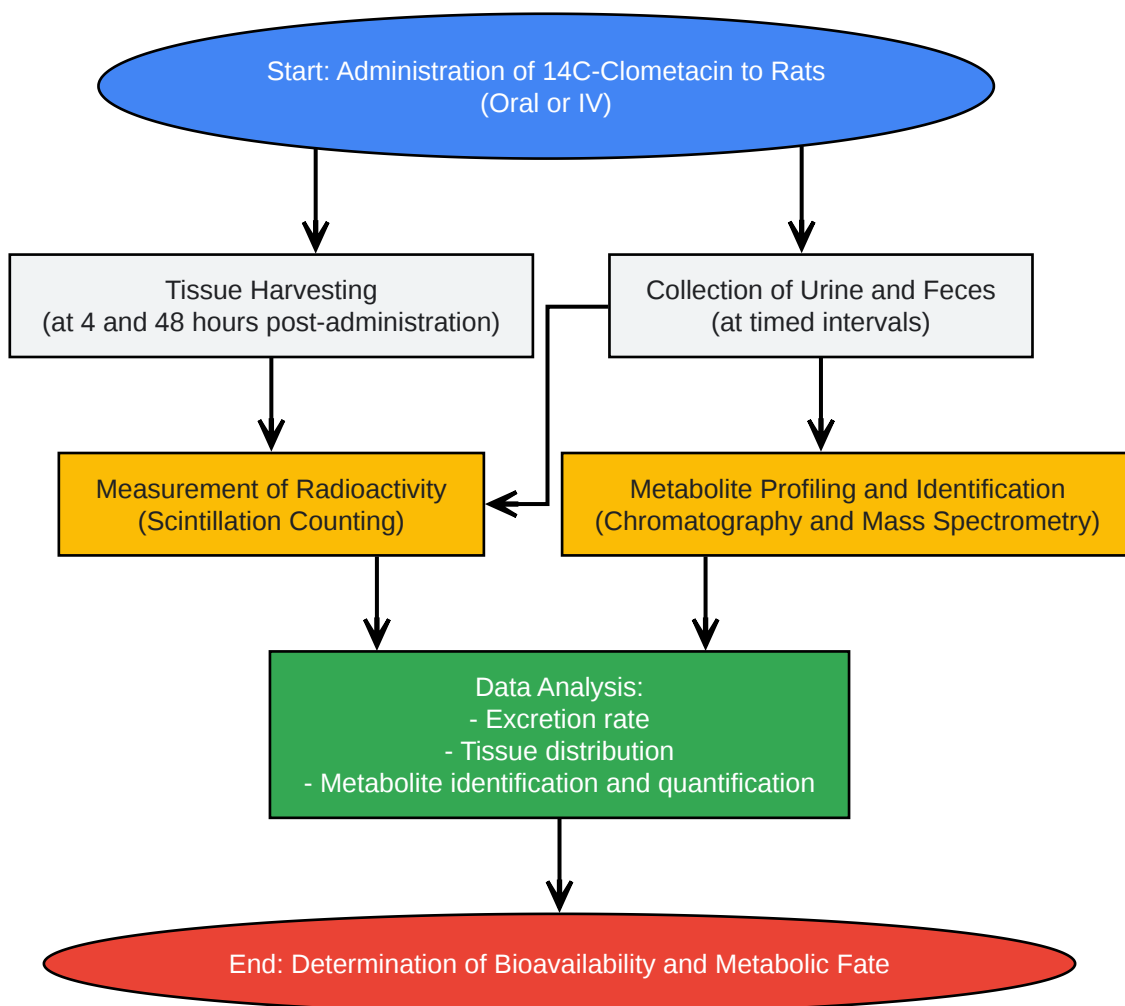 Start: Administration of 14C-Clometacin to Rats
(Oral or IV)
Tissue Harvesting
(at 4 and 48 hours post-administration)
Collection of Urine and Feces
(at timed intervals)
Measurement of Radioactivity
(Scintillation Counting)
Metabolite Profiling and Identification
(Chromatography and Mass Spectrometry)
Data Analysis:
- Excretion rate
- Tissue distribution
- Metabolite identification and quantification
End: Determination of Bioavailability and Metabolic Fate